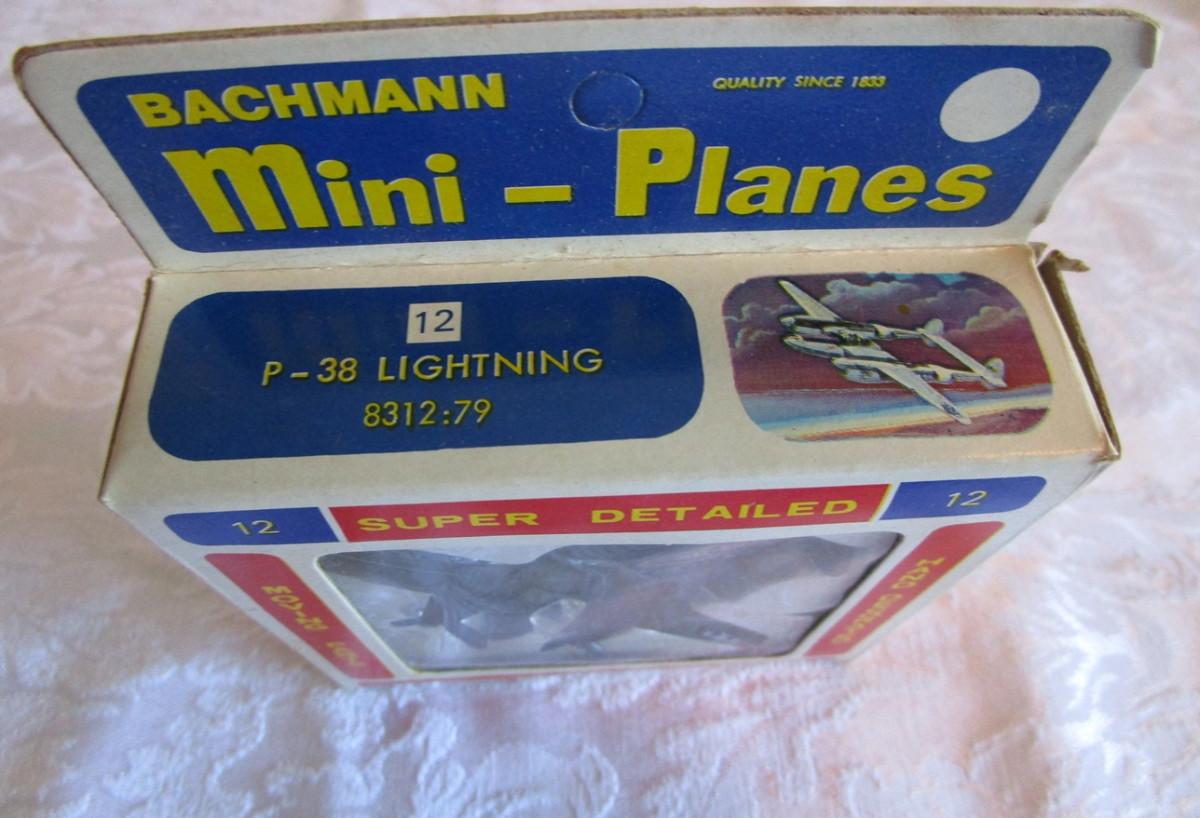 BACHMANN
QUALITY SINCE 1833
Mini - Planes
12
P-38 LIGHTNING
8312:79
12
SUPER DETAILED
12